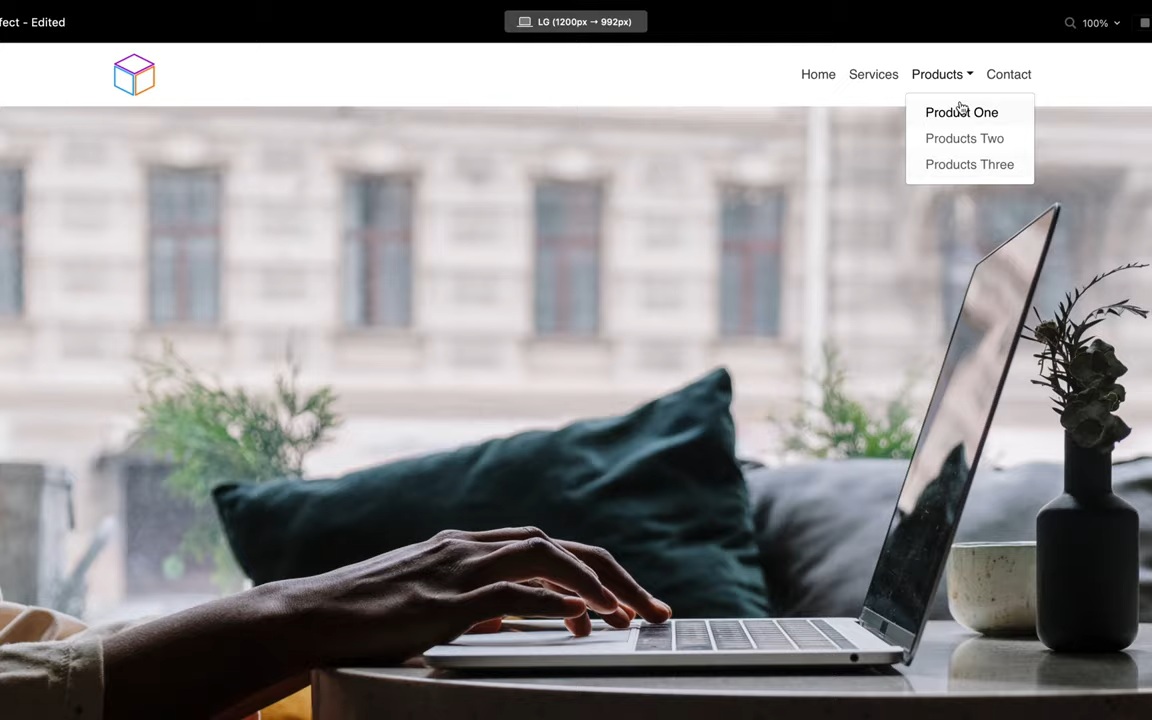 fect - Edited
LG (1200px → 992px)
100%
Home Services Products Contact
Product One
Products Two
Products Three